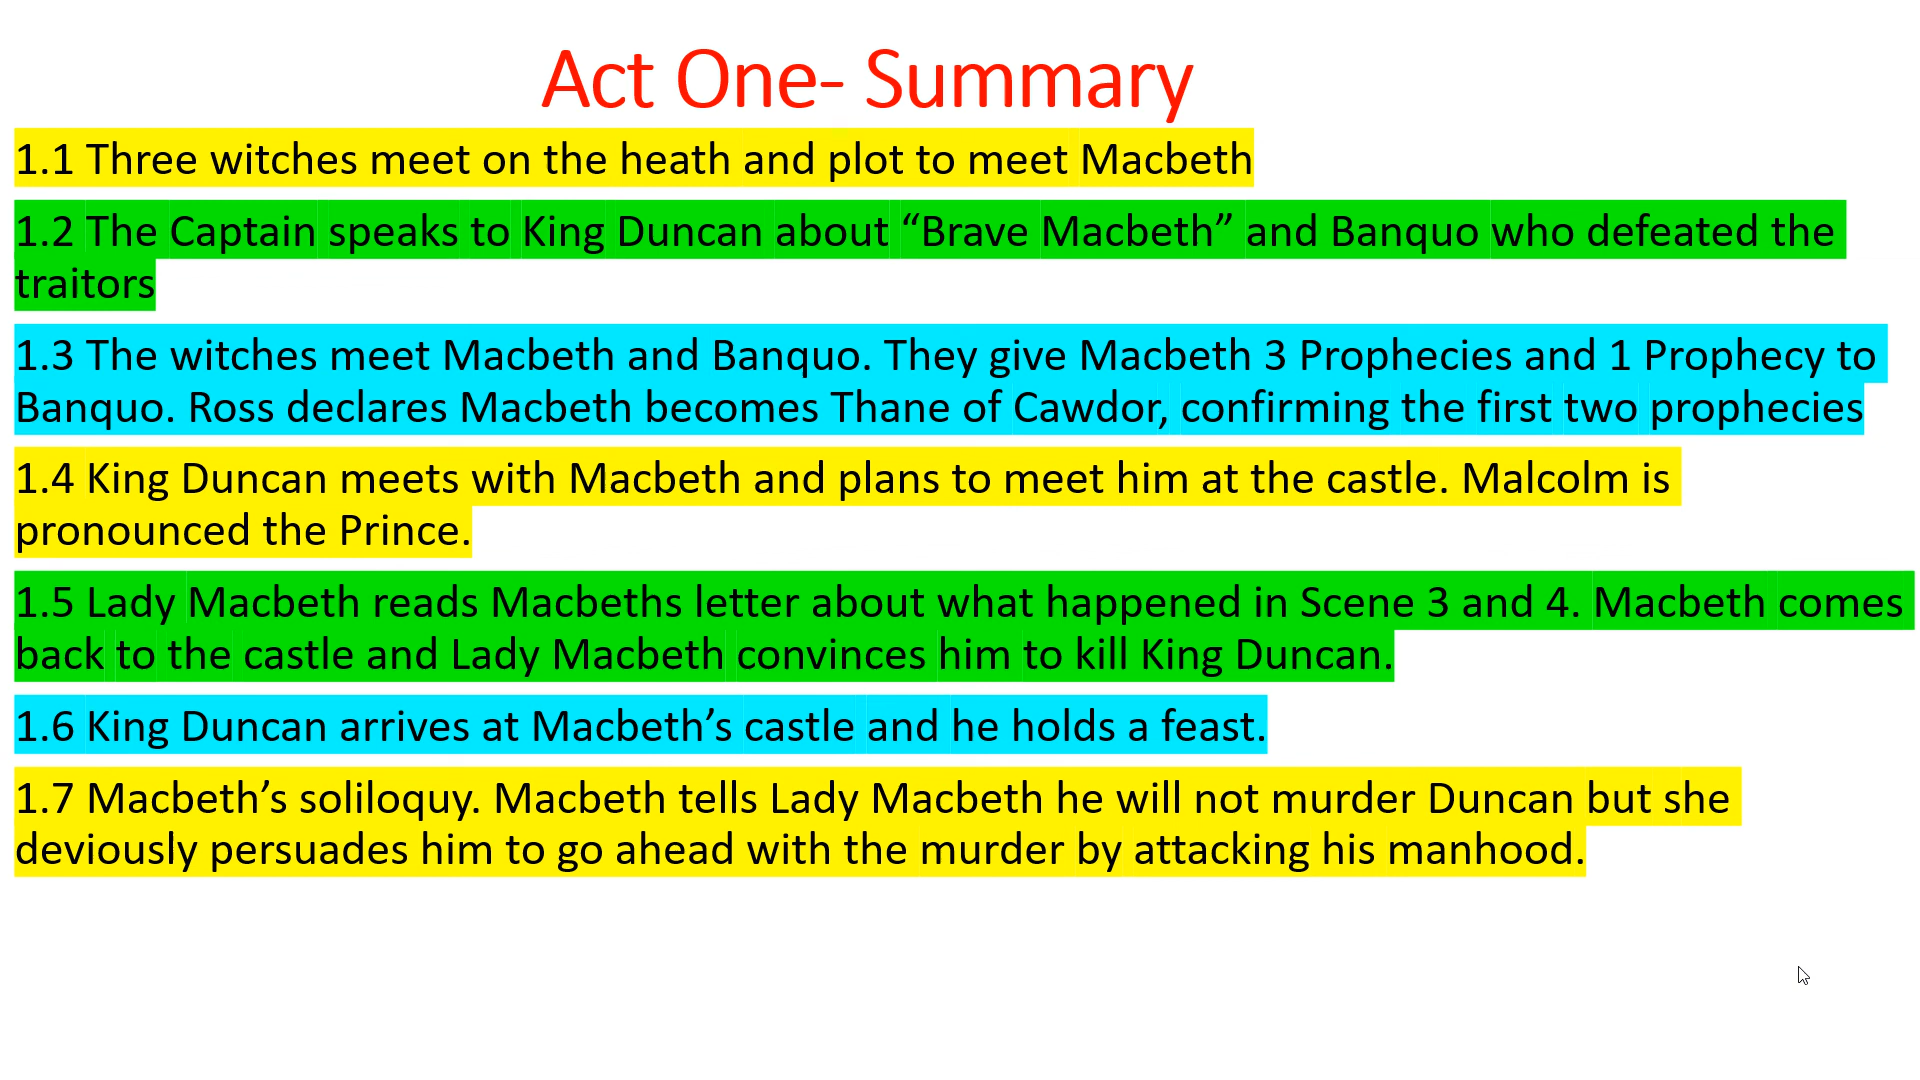 Act One- Summary
1.1 Three witches meet on the heath and plot to meet Macbeth
1.2 The Captain speaks to King Duncan about “Brave Macbeth” and Banquo who defeated the
traitors
1.3 The witches meet Macbeth and Banquo. They give Macbeth 3 Prophecies and 1 Prophecy to
Banquo. Ross declares Macbeth becomes Thane of Cawdor, confirming the first two prophecies
1.4 King Duncan meets with Macbeth and plans to meet him at the castle. Malcolm is
pronounced the Prince.
1.5 Lady Macbeth reads Macbeths letter about what happened in Scene 3 and 4. Macbeth comes
back to the castle and Lady Macbeth convinces him to kill King Duncan.
1.6 King Duncan arrives at Macbeth’s castle and he holds a feast.
1.7 Macbeth’s soliloquy. Macbeth tells Lady Macbeth he will not murder Duncan but she
deviously persuades him to go ahead with the murder by attacking his manhood.